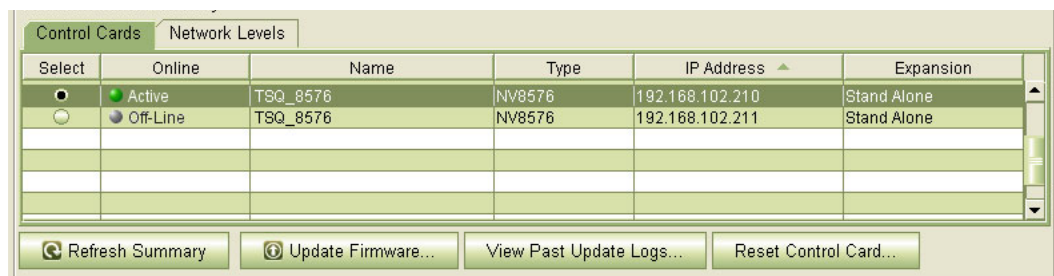 Control Cards Network Levels
Select Online Name Type IP Address Expansion
Active TSQ_8576 NV8576 192.168.102.210 Stand Alone
Off-Line TSQ_8576 NV8576 192.168.102.211 Stand Alone
Refresh Summary Update Firmware... View Past Update Logs... Reset Control Card...